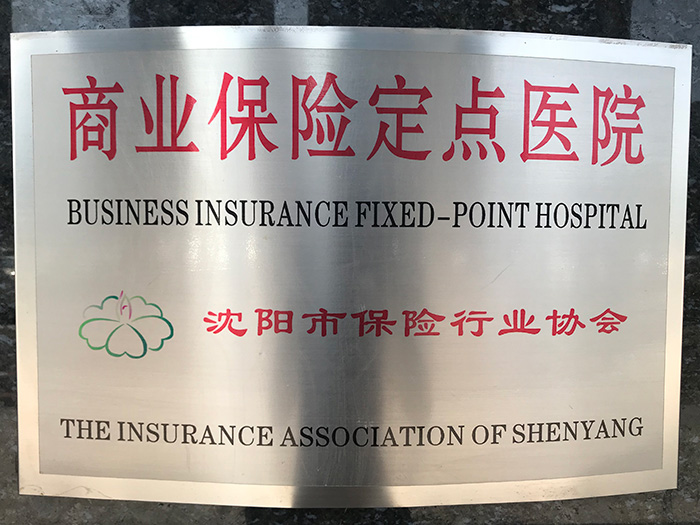 商业保险定点医院
BUSINESS INSURANCE FIXED-POINT HOSPITAL
沈阳市保险行业协会
THE INSURANCE ASSOCIATION OF SHENYANG